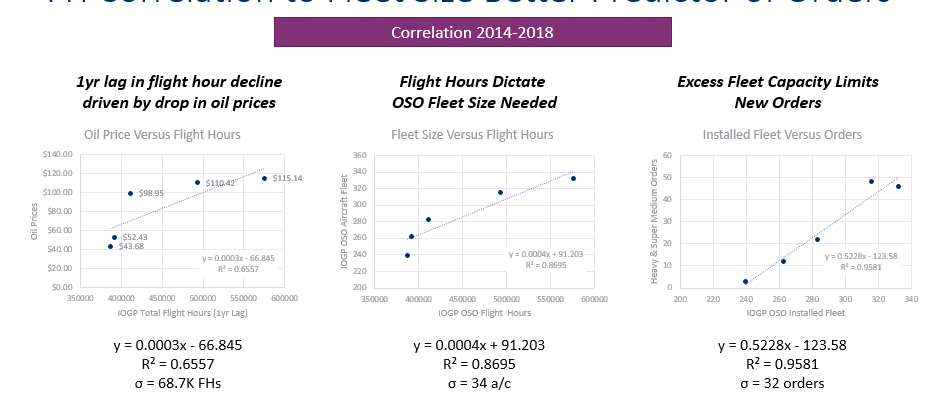 Correlation to Fleet Size Better Predictor of Orders
Correlation 2014-2018
1yr lag in flight hour decline
driven by drop in oil prices
Oil Price Versus Flight Hours
$140.00
$120.00
$100.00
$80.00
$60.00
$40.00
$20.00
$0.00
Oil Prices
$98.95
$110.42
$115.14
$52.43
$43.68
y = 0.0003x - 66.845
R² = 0.6557
350000 400000 450000 500000 550000 600000
IOGP Total Flight Hours (1yr Lag)
y = 0.0003x - 66.845
R² = 0.6557
σ = 68.7K FHs
Flight Hours Dictate
OSO Fleet Size Needed
Fleet Size Versus Flight Hours
360
340
320
300
280
260
240
220
200
IOGP OSO Aircraft Fleet
y = 0.0004x + 91.203
R² = 0.8695
350000 400000 450000 500000 550000 600000
IOGP OSO Flight Hours
y = 0.0004x + 91.203
R² = 0.8695
σ = 34 a/c
Excess Fleet Capacity Limits
New Orders
Installed Fleet Versus Orders
60
50
40
30
20
10
0
Heavy & Super Medium Orders
y = 0.5228x - 123.58
R² = 0.9581
200 220 240 260 280 300 320 340
IOGP OSO Installed Fleet
y = 0.5228x - 123.58
R² = 0.9581
σ = 32 orders